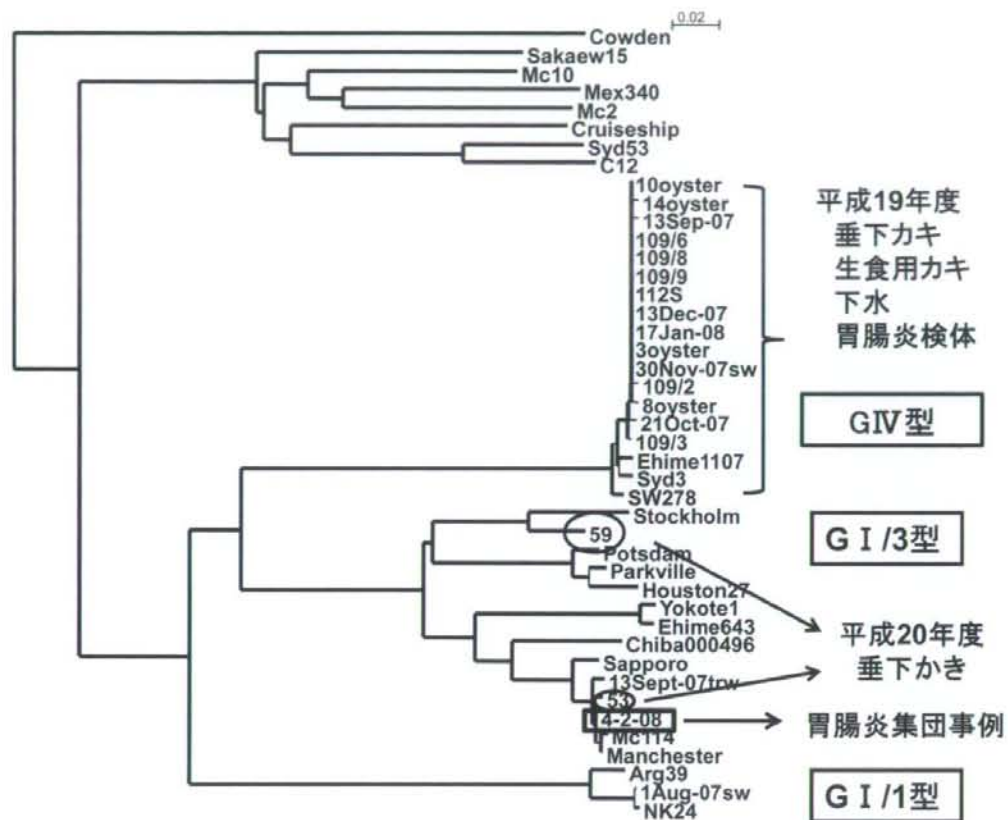 0.02
Cowden
Sakaew15
Mc10
Mex340
Mc2
Cruiseship
Syd53
C12
10oyster
14oyster
13Sep-07
109/6
109/8
109/9
112S
13Dec-07
17Jan-08
3oyster
30Nov-07sw
109/2
8oyster
21Oct-07
109/3
Ehime1107
Syd3
SW278
Stockholm
59
Potsdam
Parkville
Houston27
Yokote1
Ehime643
Chiba000496
Sapporo
13Sept-07trw
53
4-2-08
Mc114
Manchester
Arg39
1Aug-07sw
NK24
平成19年度
垂下カキ
生食用カキ
下水
胃腸炎検体
GⅣ型
GⅠ/3型
平成20年度
垂下かき
胃腸炎集団事例
GⅠ/1型